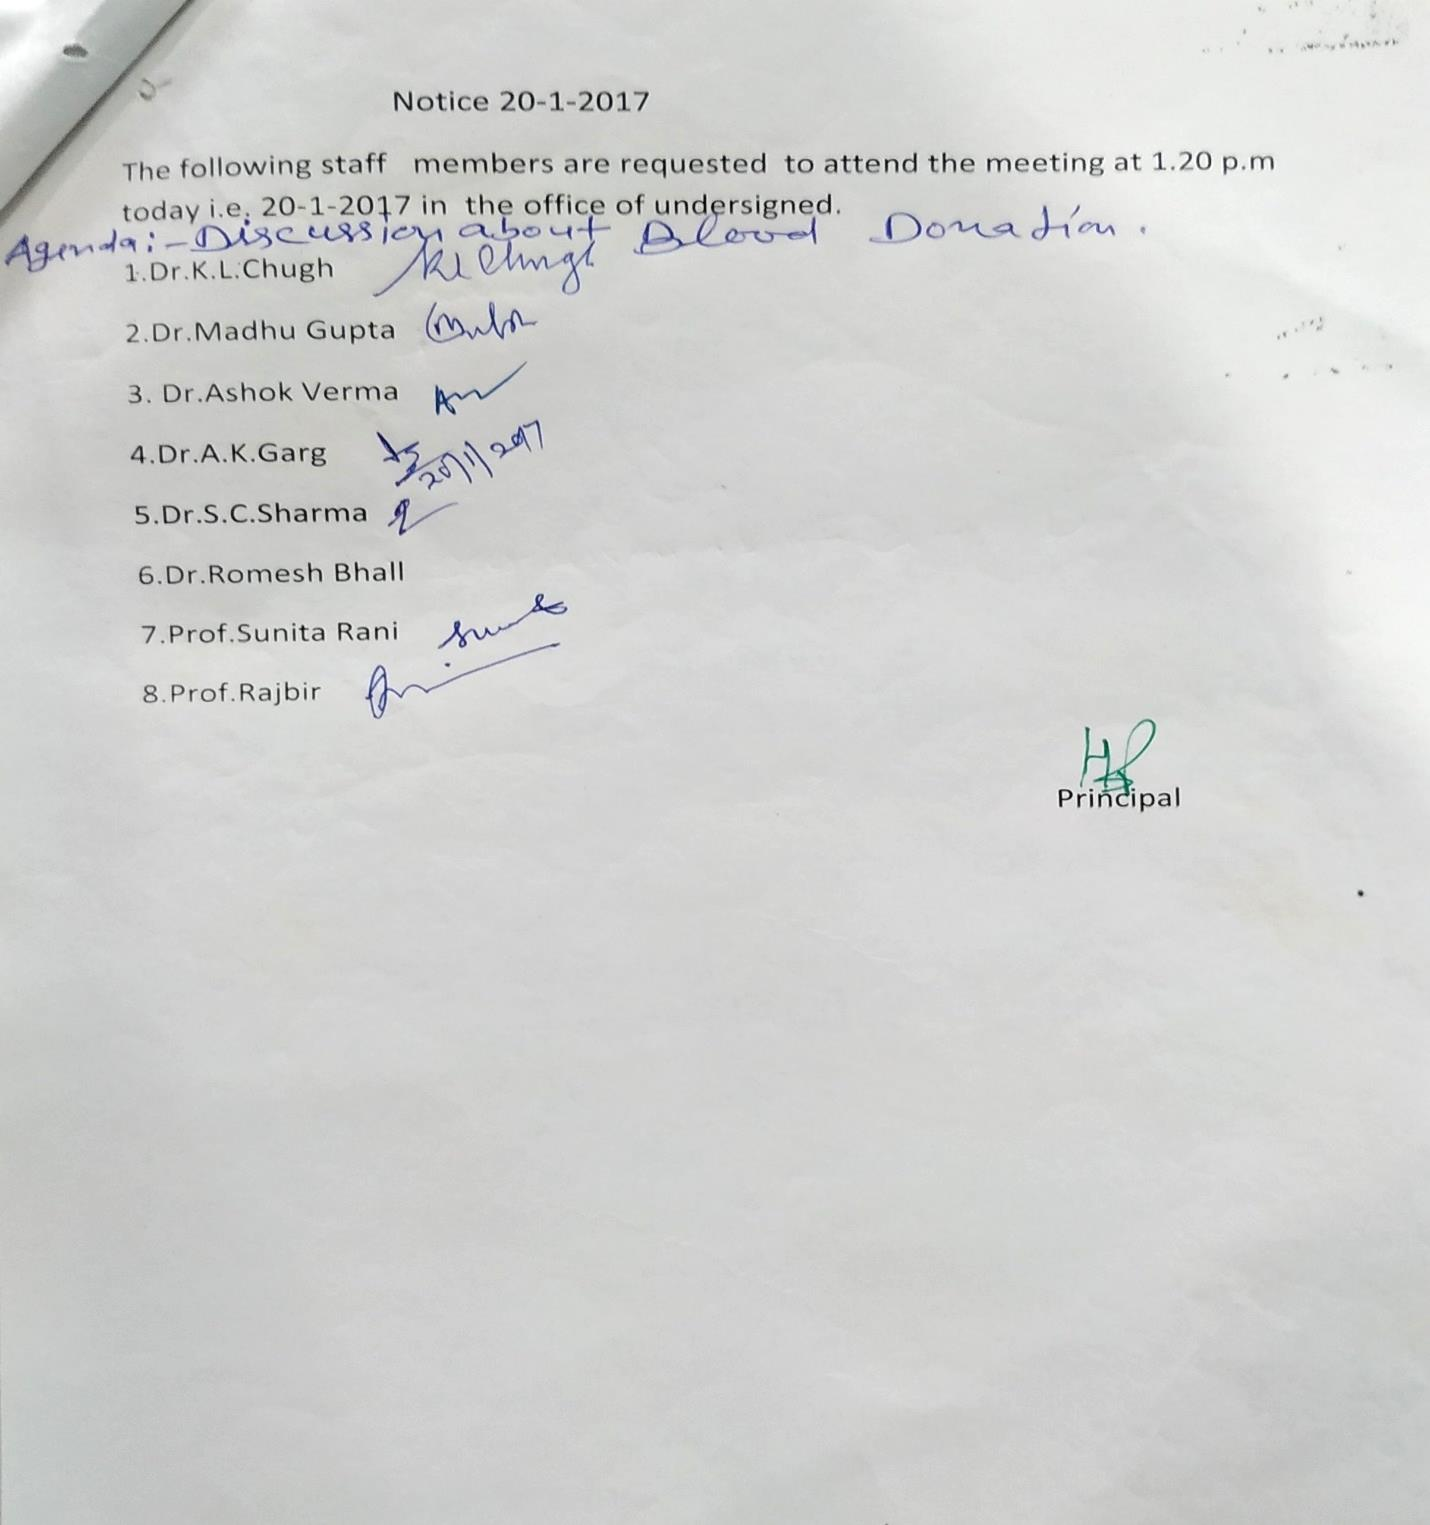 Notice 20-1-2017
The following staff members are requested to attend the meeting at 1.20 p.m
today i.e. 20-1-2017 in the office of undersigned.
Agenda:- Discussion about Blood Donation.
1.Dr.K.L.Chugh Kl Chugh
2.Dr.Madhu Gupta
3. Dr.Ashok Verma
4.Dr.A.K.Garg 20/1/2017
5.Dr.S.C.Sharma
6.Dr.Romesh Bhall
7.Prof.Sunita Rani
8.Prof.Rajbir
Principal